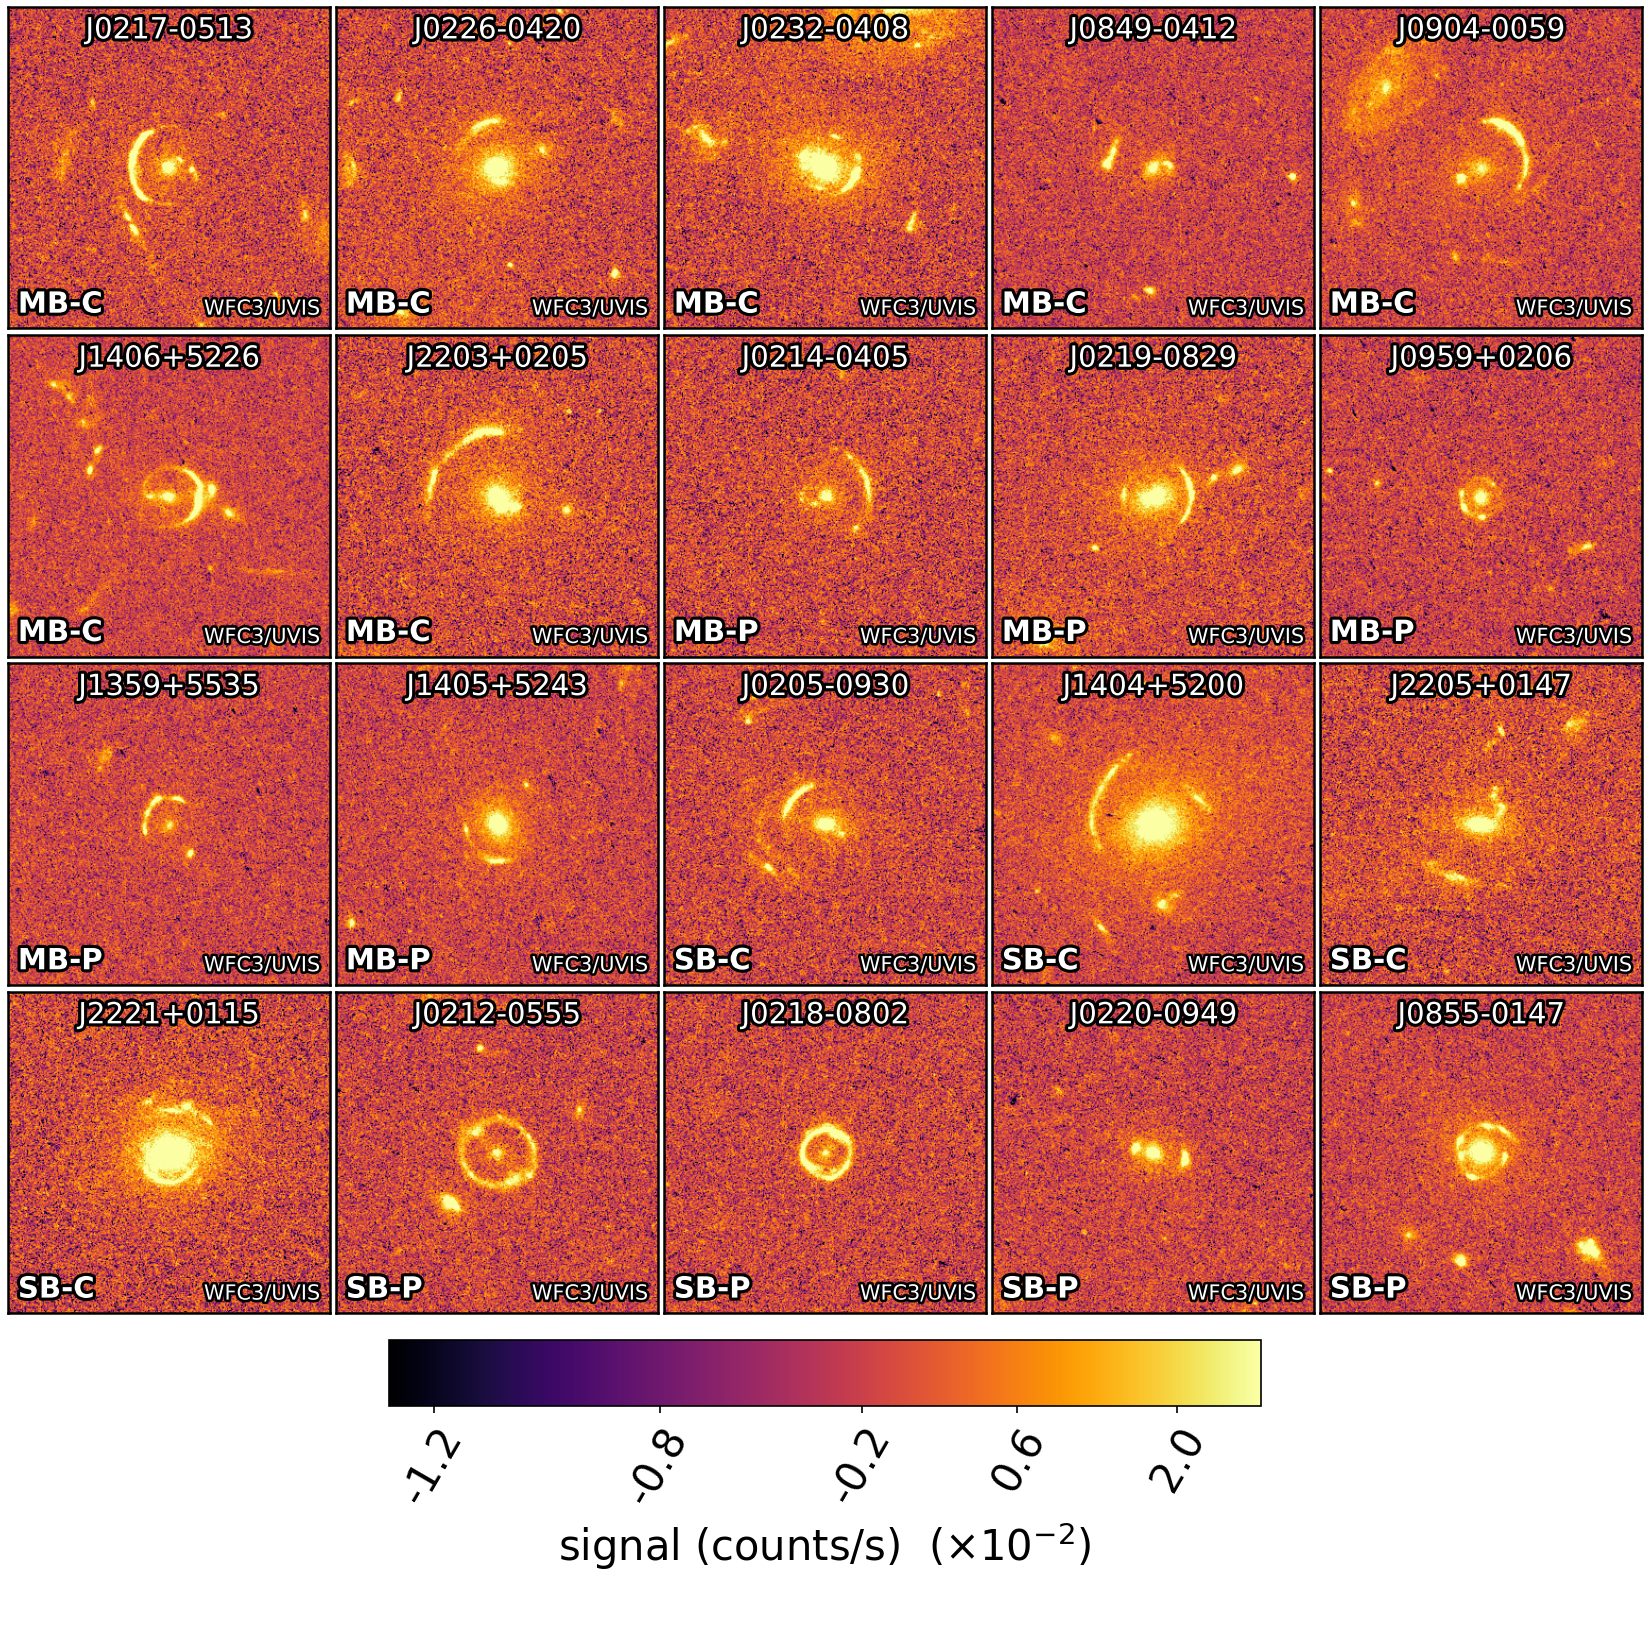 J0217-0513
MB-C WFC3/UVIS
J0226-0420
MB-C WFC3/UVIS
J0232-0408
MB-C WFC3/UVIS
J0849-0412
MB-C WFC3/UVIS
J0904-0059
MB-C WFC3/UVIS
J1406+5226
MB-C WFC3/UVIS
J2203+0205
MB-C WFC3/UVIS
J0214-0405
MB-P WFC3/UVIS
J0219-0829
MB-P WFC3/UVIS
J0959+0206
MB-P WFC3/UVIS
J1359+5535
MB-P WFC3/UVIS
J1405+5243
MB-P WFC3/UVIS
J0205-0930
SB-C WFC3/UVIS
J1404+5200
SB-C WFC3/UVIS
J2205+0147
SB-C WFC3/UVIS
J2221+0115
SB-C WFC3/UVIS
J0212-0555
SB-P WFC3/UVIS
J0218-0802
SB-P WFC3/UVIS
J0220-0949
SB-P WFC3/UVIS
J0855-0147
SB-P WFC3/UVIS
-1.2 -0.8 -0.2 0.6 2.0
signal (counts/s) (×10⁻²)